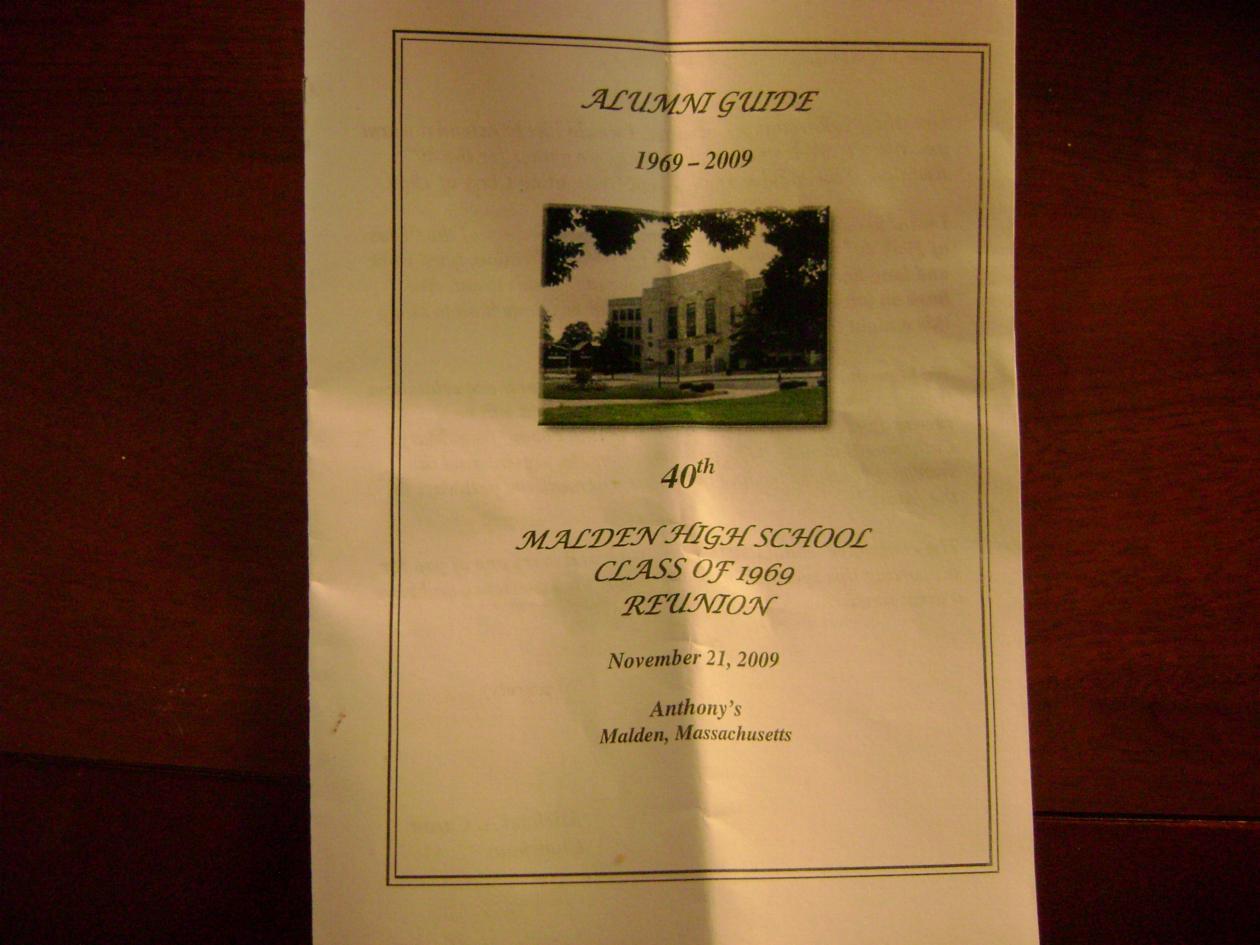 ALUMNI GUIDE
1969 – 2009
40th
MALDEN HIGH SCHOOL
CLASS OF 1969
REUNION
November 21, 2009
Anthony's
Malden, Massachusetts